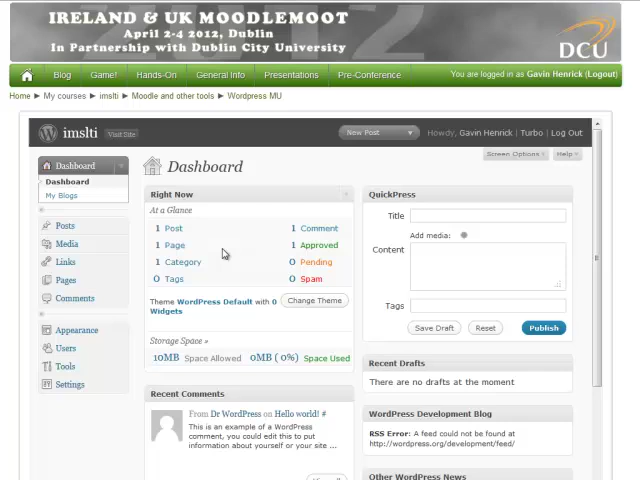 IRELAND & UK MOODLEMOOT
April 2-4 2012, Dublin
In Partnership with Dublin City University
DCU
Blog Game! Hands-On General Info Presentations Pre-Conference
You are logged in as Gavin Henrick (Logout)
Home ► My courses ► imslti ► Moodle and other tools ► Wordpress MU
imslti Visit Site
New Post
Howdy, Gavin Henrick | Turbo | Log Out
Screen Options
Help
Dashboard
Dashboard
My Blogs
Posts
Media
Links
Pages
Comments
Appearance
Users
Tools
Settings
Dashboard
Right Now
At a Glance
1 Post 1 Comment
1 Page 1 Approved
1 Category 0 Pending
0 Tags 0 Spam
Theme WordPress Default with 0
Widgets
Change Theme
Storage Space »
10MB Space Allowed 0MB ( 0%) Space Used
Recent Comments
From Dr WordPress on Hello world! #
This is an example of a WordPress
comment, you could edit this to put
information about yourself or your site ...
QuickPress
Title
Add media:
Content
Tags
Save Draft Reset Publish
Recent Drafts
There are no drafts at the moment
WordPress Development Blog
RSS Error: A feed could not be found at
http://wordpress.org/development/feed/
Other WordPress News